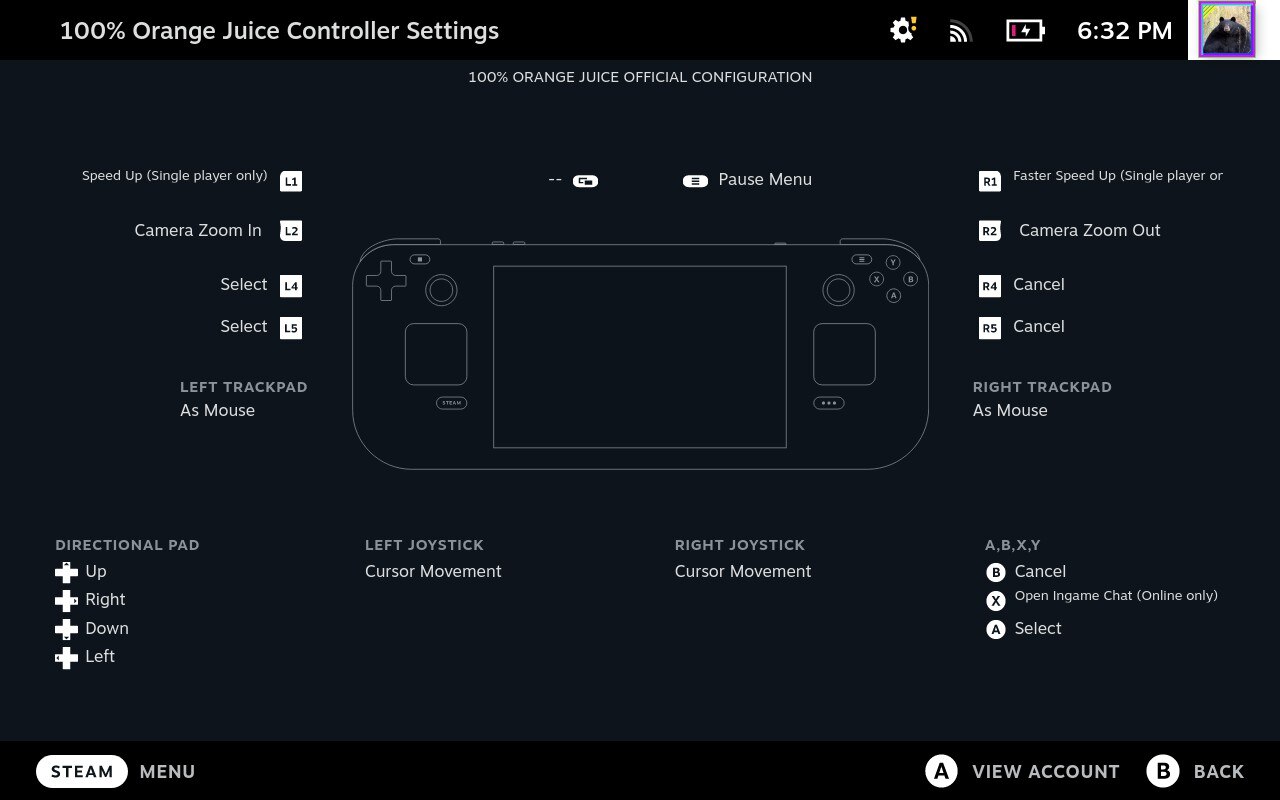 100% Orange Juice Controller Settings
6:32 PM
100% ORANGE JUICE OFFICIAL CONFIGURATION
Speed Up (Single player only) L1
-- Pause Menu
R1 Faster Speed Up (Single player or
Camera Zoom In L2
R2 Camera Zoom Out
Select L4
R4 Cancel
Select L5
R5 Cancel
Y
X B
A
STEAM
LEFT TRACKPAD
As Mouse
RIGHT TRACKPAD
As Mouse
DIRECTIONAL PAD
Up
Right
Down
Left
LEFT JOYSTICK
Cursor Movement
RIGHT JOYSTICK
Cursor Movement
A,B,X,Y
B Cancel
X Open Ingame Chat (Online only)
A Select
STEAM MENU
A VIEW ACCOUNT B BACK